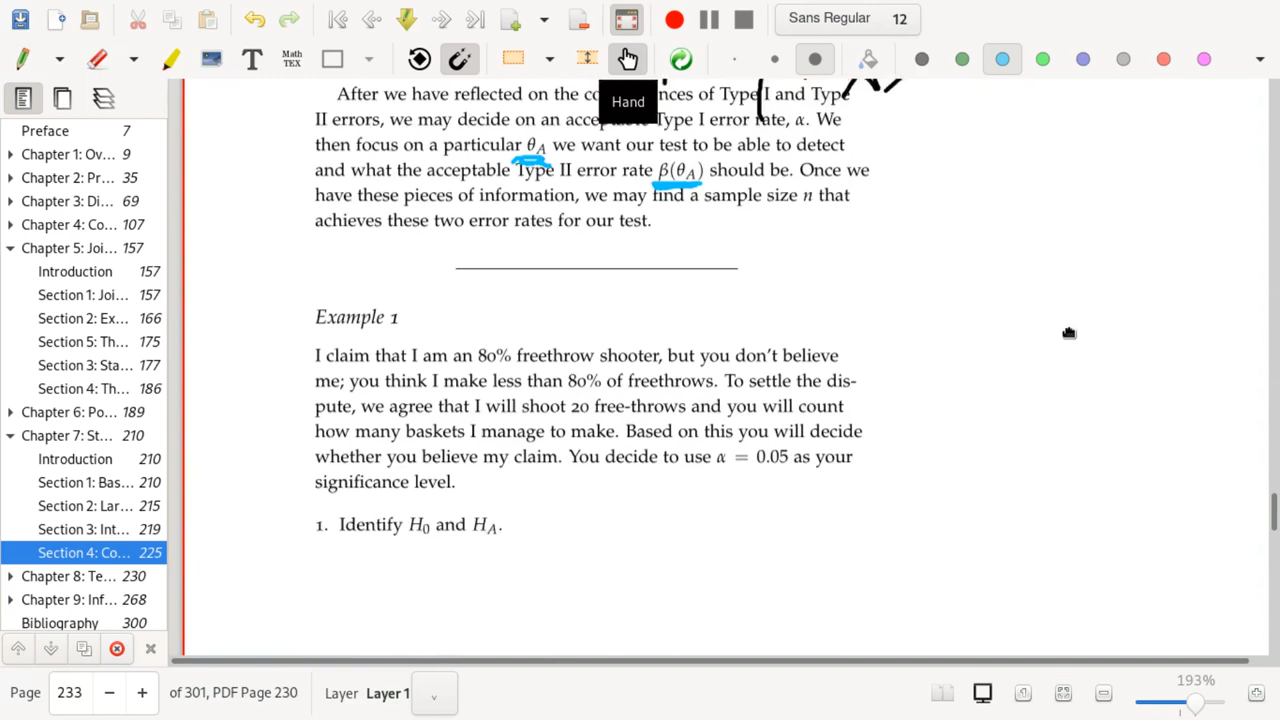 Sans Regular 12
T Math TEX
Hand
Preface 7
Chapter 1: Ov... 9
Chapter 2: Pr... 35
Chapter 3: Di... 69
Chapter 4: Co... 107
Chapter 5: Joi... 157
Introduction 157
Section 1: Joi... 157
Section 2: Ex... 166
Section 5: Th... 175
Section 3: Sta... 177
Section 4: Th... 186
Chapter 6: Po... 189
Chapter 7: St... 210
Introduction 210
Section 1: Bas... 210
Section 2: Lar... 215
Section 3: Int... 219
Section 4: Co... 225
Chapter 8: Te... 230
Chapter 9: Inf... 268
Bibliography 300
After we have reflected on the co nces of Type I and Type
II errors, we may decide on an acceptable Type I error rate, α. We
then focus on a particular θ_A we want our test to be able to detect
and what the acceptable Type II error rate β(θ_A) should be. Once we
have these pieces of information, we may find a sample size n that
achieves these two error rates for our test.
Example 1
I claim that I am an 80% freethrow shooter, but you don't believe
me; you think I make less than 80% of freethrows. To settle the dis-
pute, we agree that I will shoot 20 free-throws and you will count
how many baskets I manage to make. Based on this you will decide
whether you believe my claim. You decide to use α = 0.05 as your
significance level.
1. Identify H₀ and H_A.
Page 233 − + of 301, PDF Page 230 Layer Layer 1
193%